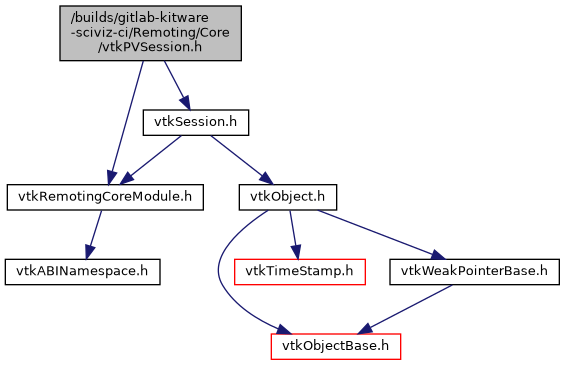 /builds/gitlab-kitware
-sciviz-ci/Remoting/Core
/vtkPVSession.h
vtkSession.h
vtkRemotingCoreModule.h
vtkObject.h
vtkABINamespace.h
vtkTimeStamp.h
vtkWeakPointerBase.h
vtkObjectBase.h